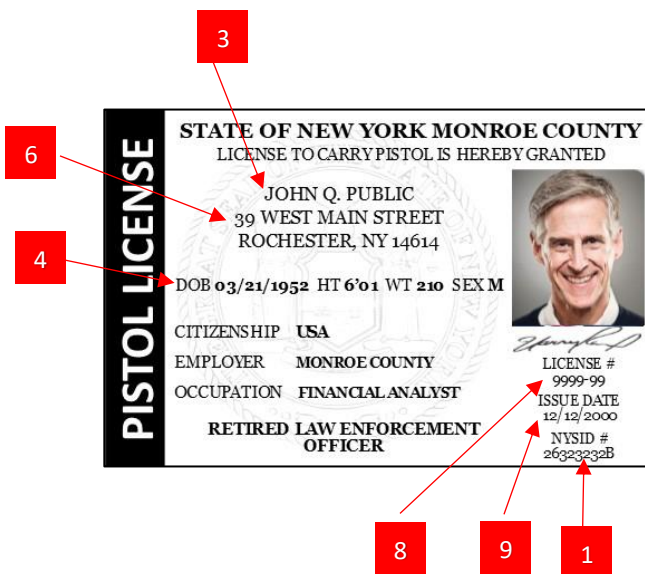 3
STATE OF NEW YORK MONROE COUNTY
LICENSE TO CARRY PISTOL IS HEREBY GRANTED
6
JOHN Q. PUBLIC
39 WEST MAIN STREET
ROCHESTER, NY 14614
4
DOB 03/21/1952 HT 6'01 WT 210 SEX M
PISTOL LICENSE
CITIZENSHIP USA
EMPLOYER MONROE COUNTY
OCCUPATION FINANCIAL ANALYST
RETIRED LAW ENFORCEMENT
OFFICER
LICENSE #
9999-99
ISSUE DATE
12/12/2000
NYSID #
26323232B
8
9
1